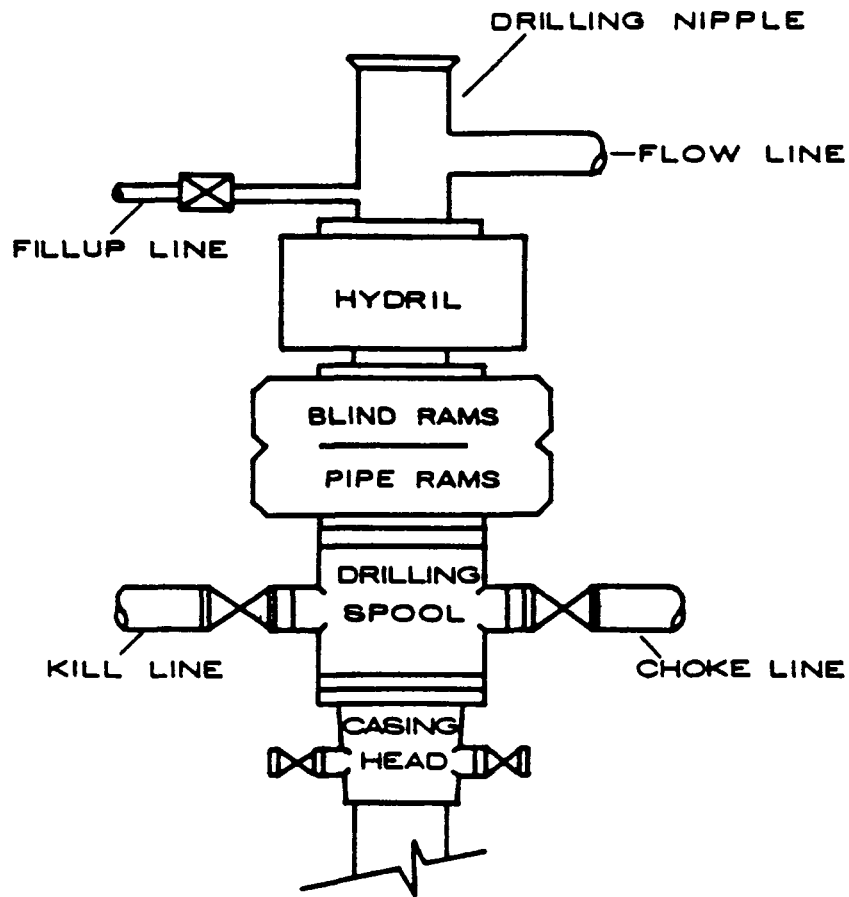 DRILLING NIPPLE
FLOW LINE
FILLUP LINE
HYDRIL
BLIND RAMS
PIPE RAMS
DRILLING
SPOOL
KILL LINE
CHOKE LINE
CASING
HEAD